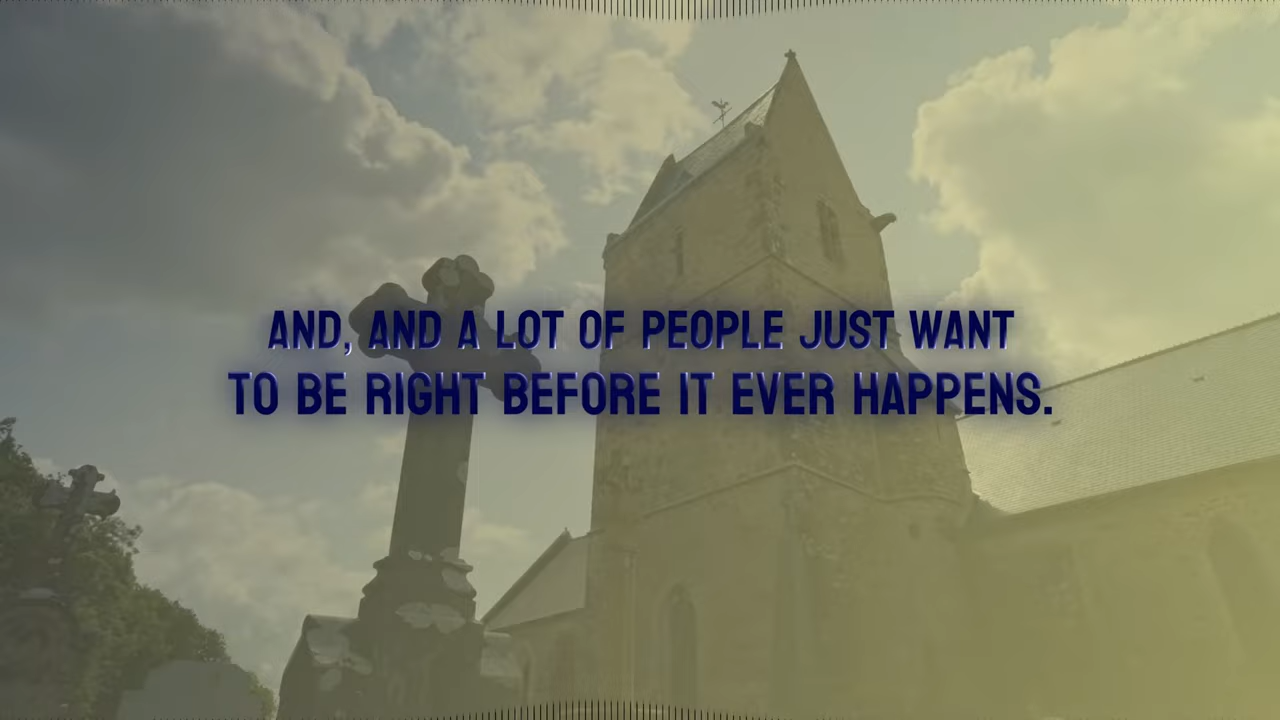 AND, AND A LOT OF PEOPLE JUST WANT
TO BE RIGHT BEFORE IT EVER HAPPENS.